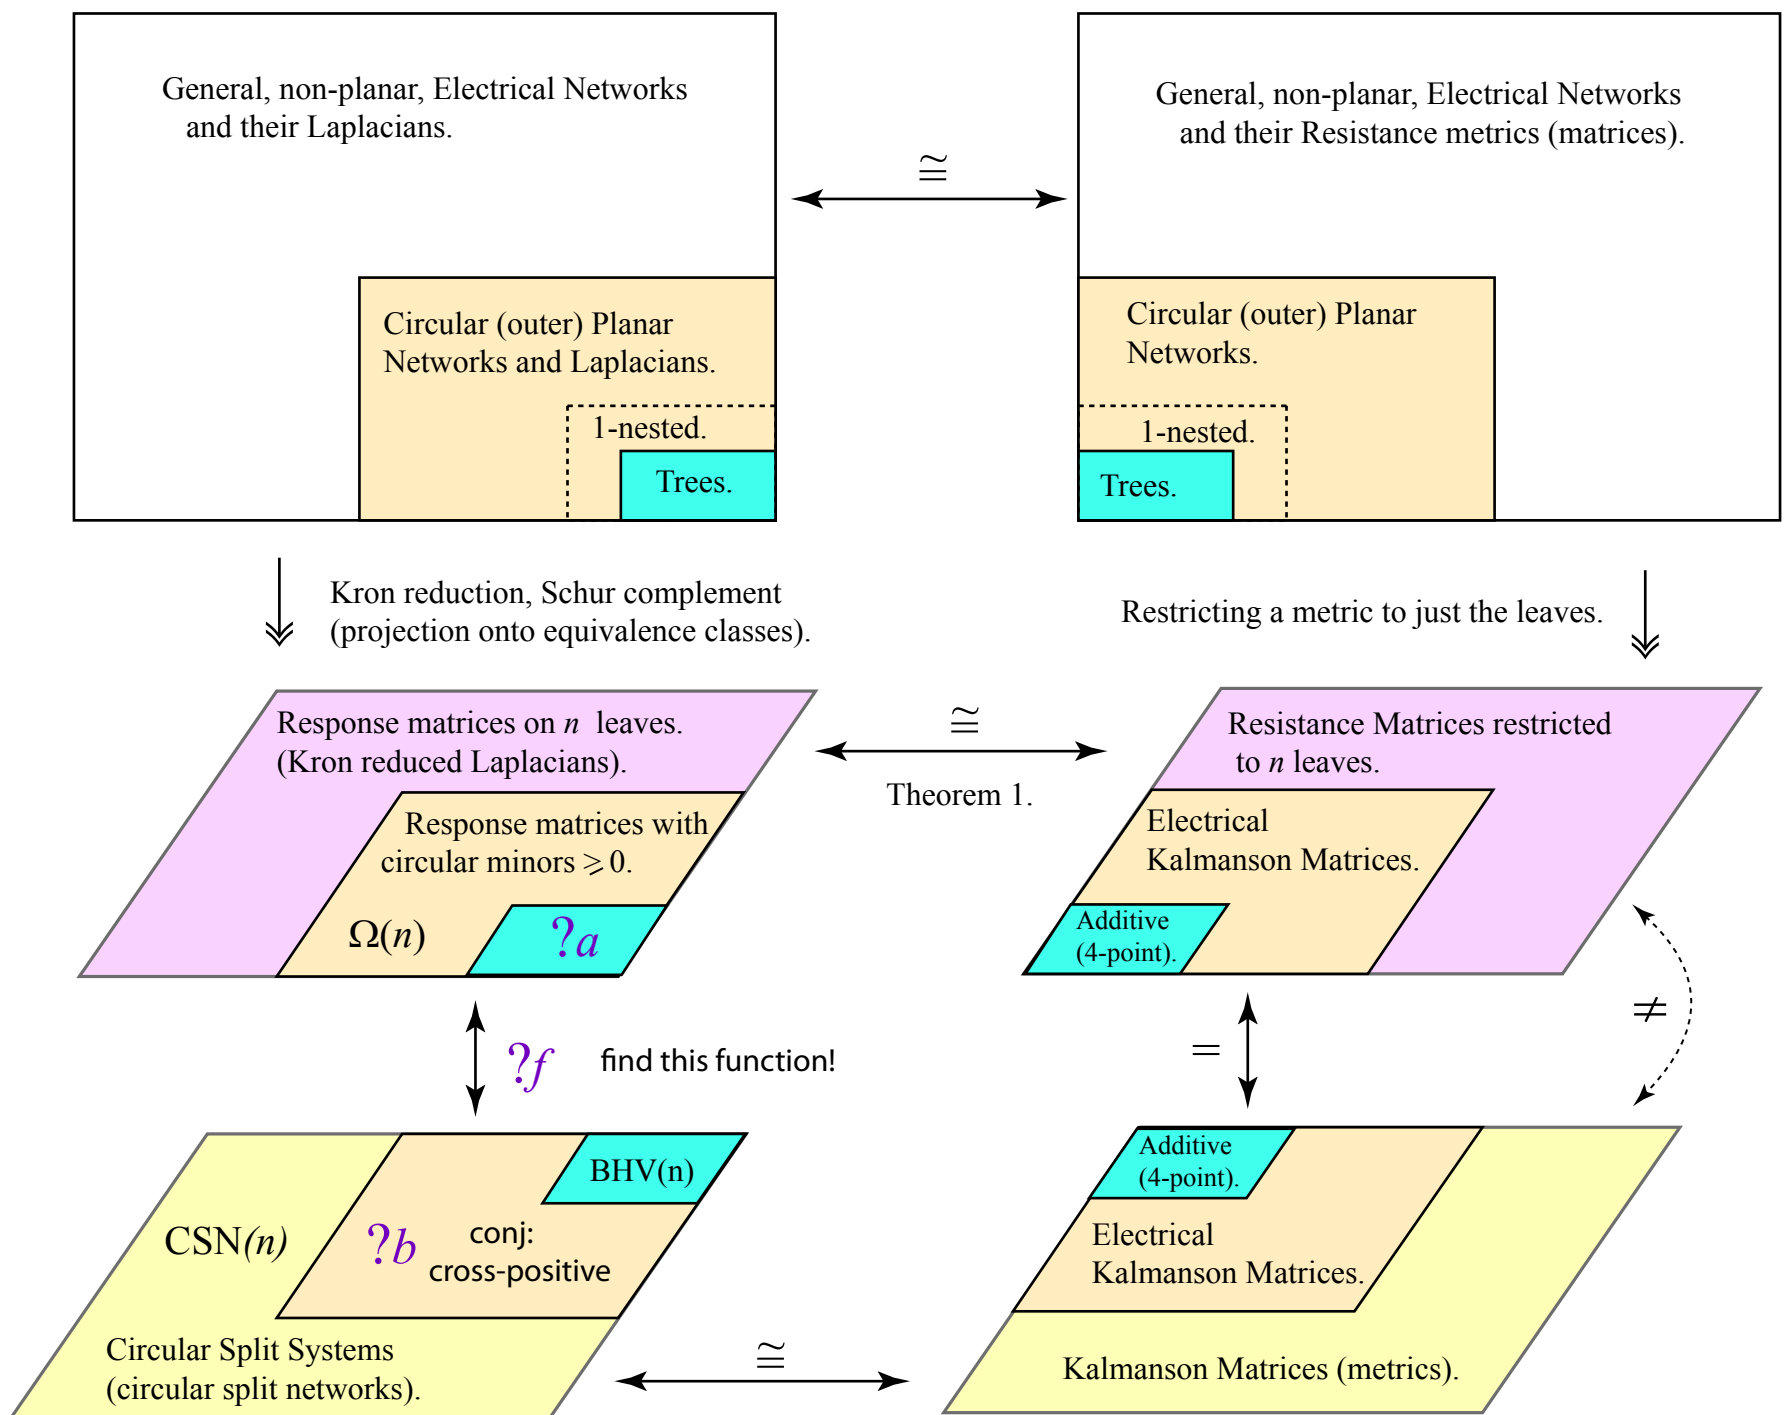 General, non-planar, Electrical Networks
and their Laplacians.
General, non-planar, Electrical Networks
and their Resistance metrics (matrices).
≅
Circular (outer) Planar
Networks and Laplacians.
1-nested.
Trees.
Circular (outer) Planar
Networks.
1-nested.
Trees.
Kron reduction, Schur complement
(projection onto equivalence classes).
Restricting a metric to just the leaves.
Response matrices on n leaves.
(Kron reduced Laplacians).
≅
Theorem 1.
Resistance Matrices restricted
to n leaves.
Response matrices with
circular minors ⩾ 0.
Ω(n)
?a
Electrical
Kalmanson Matrices.
Additive
(4-point).
?f find this function!
=
≠
BHV(n)
CSN(n)
?b
conj:
cross-positive
Circular Split Systems
(circular split networks).
≅
Additive
(4-point).
Electrical
Kalmanson Matrices.
Kalmanson Matrices (metrics).